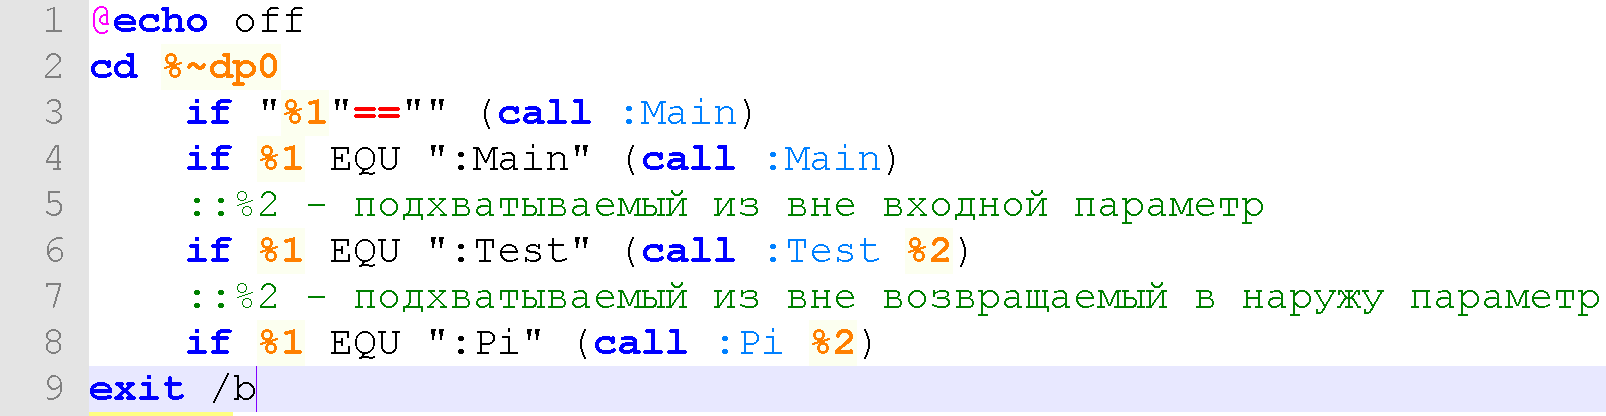 1 @echo off
2 cd %~dp0
3 if "%1"=="" (call :Main)
4 if %1 EQU ":Main" (call :Main)
5 ::%2 - подхватываемый из вне входной параметр
6 if %1 EQU ":Test" (call :Test %2)
7 ::%2 - подхватываемый из вне возвращаемый в наружу параметр
8 if %1 EQU ":Pi" (call :Pi %2)
9 exit /b